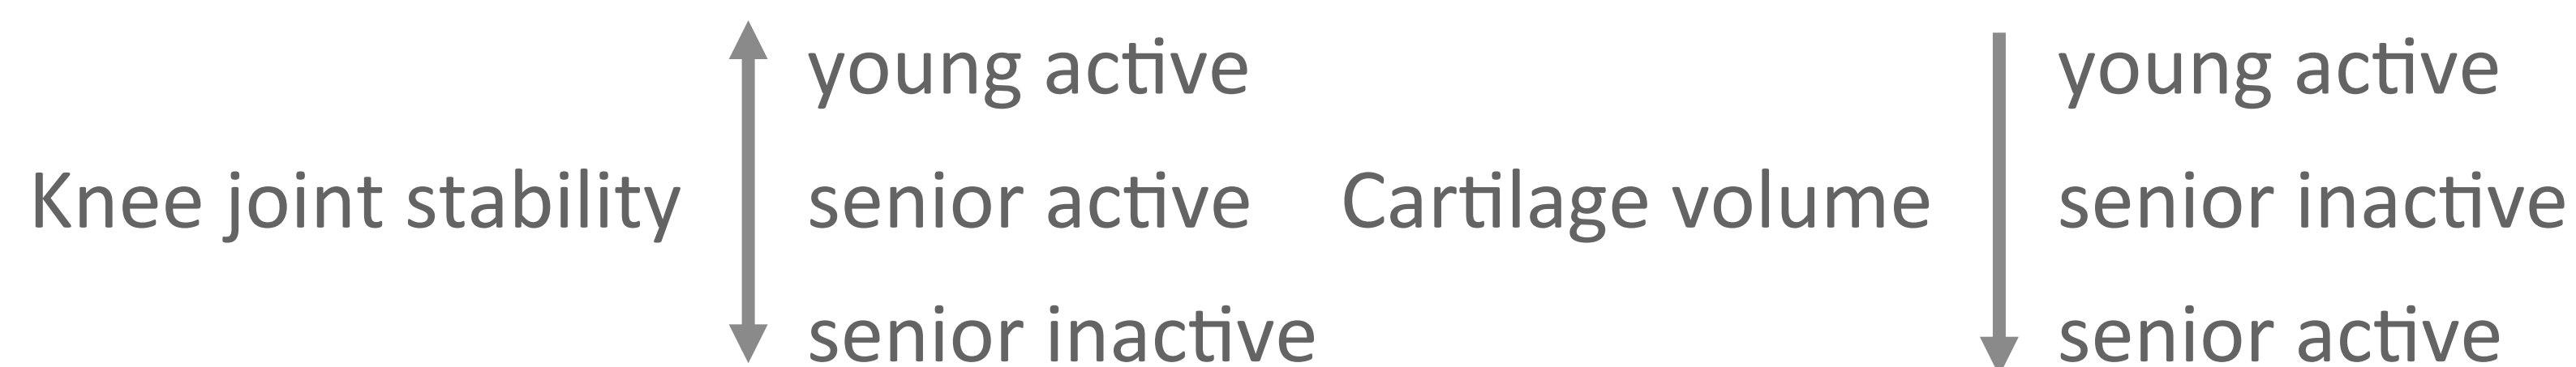 Knee joint stability
young active
senior active
senior inactive
Cartilage volume
young active
senior inactive
senior active